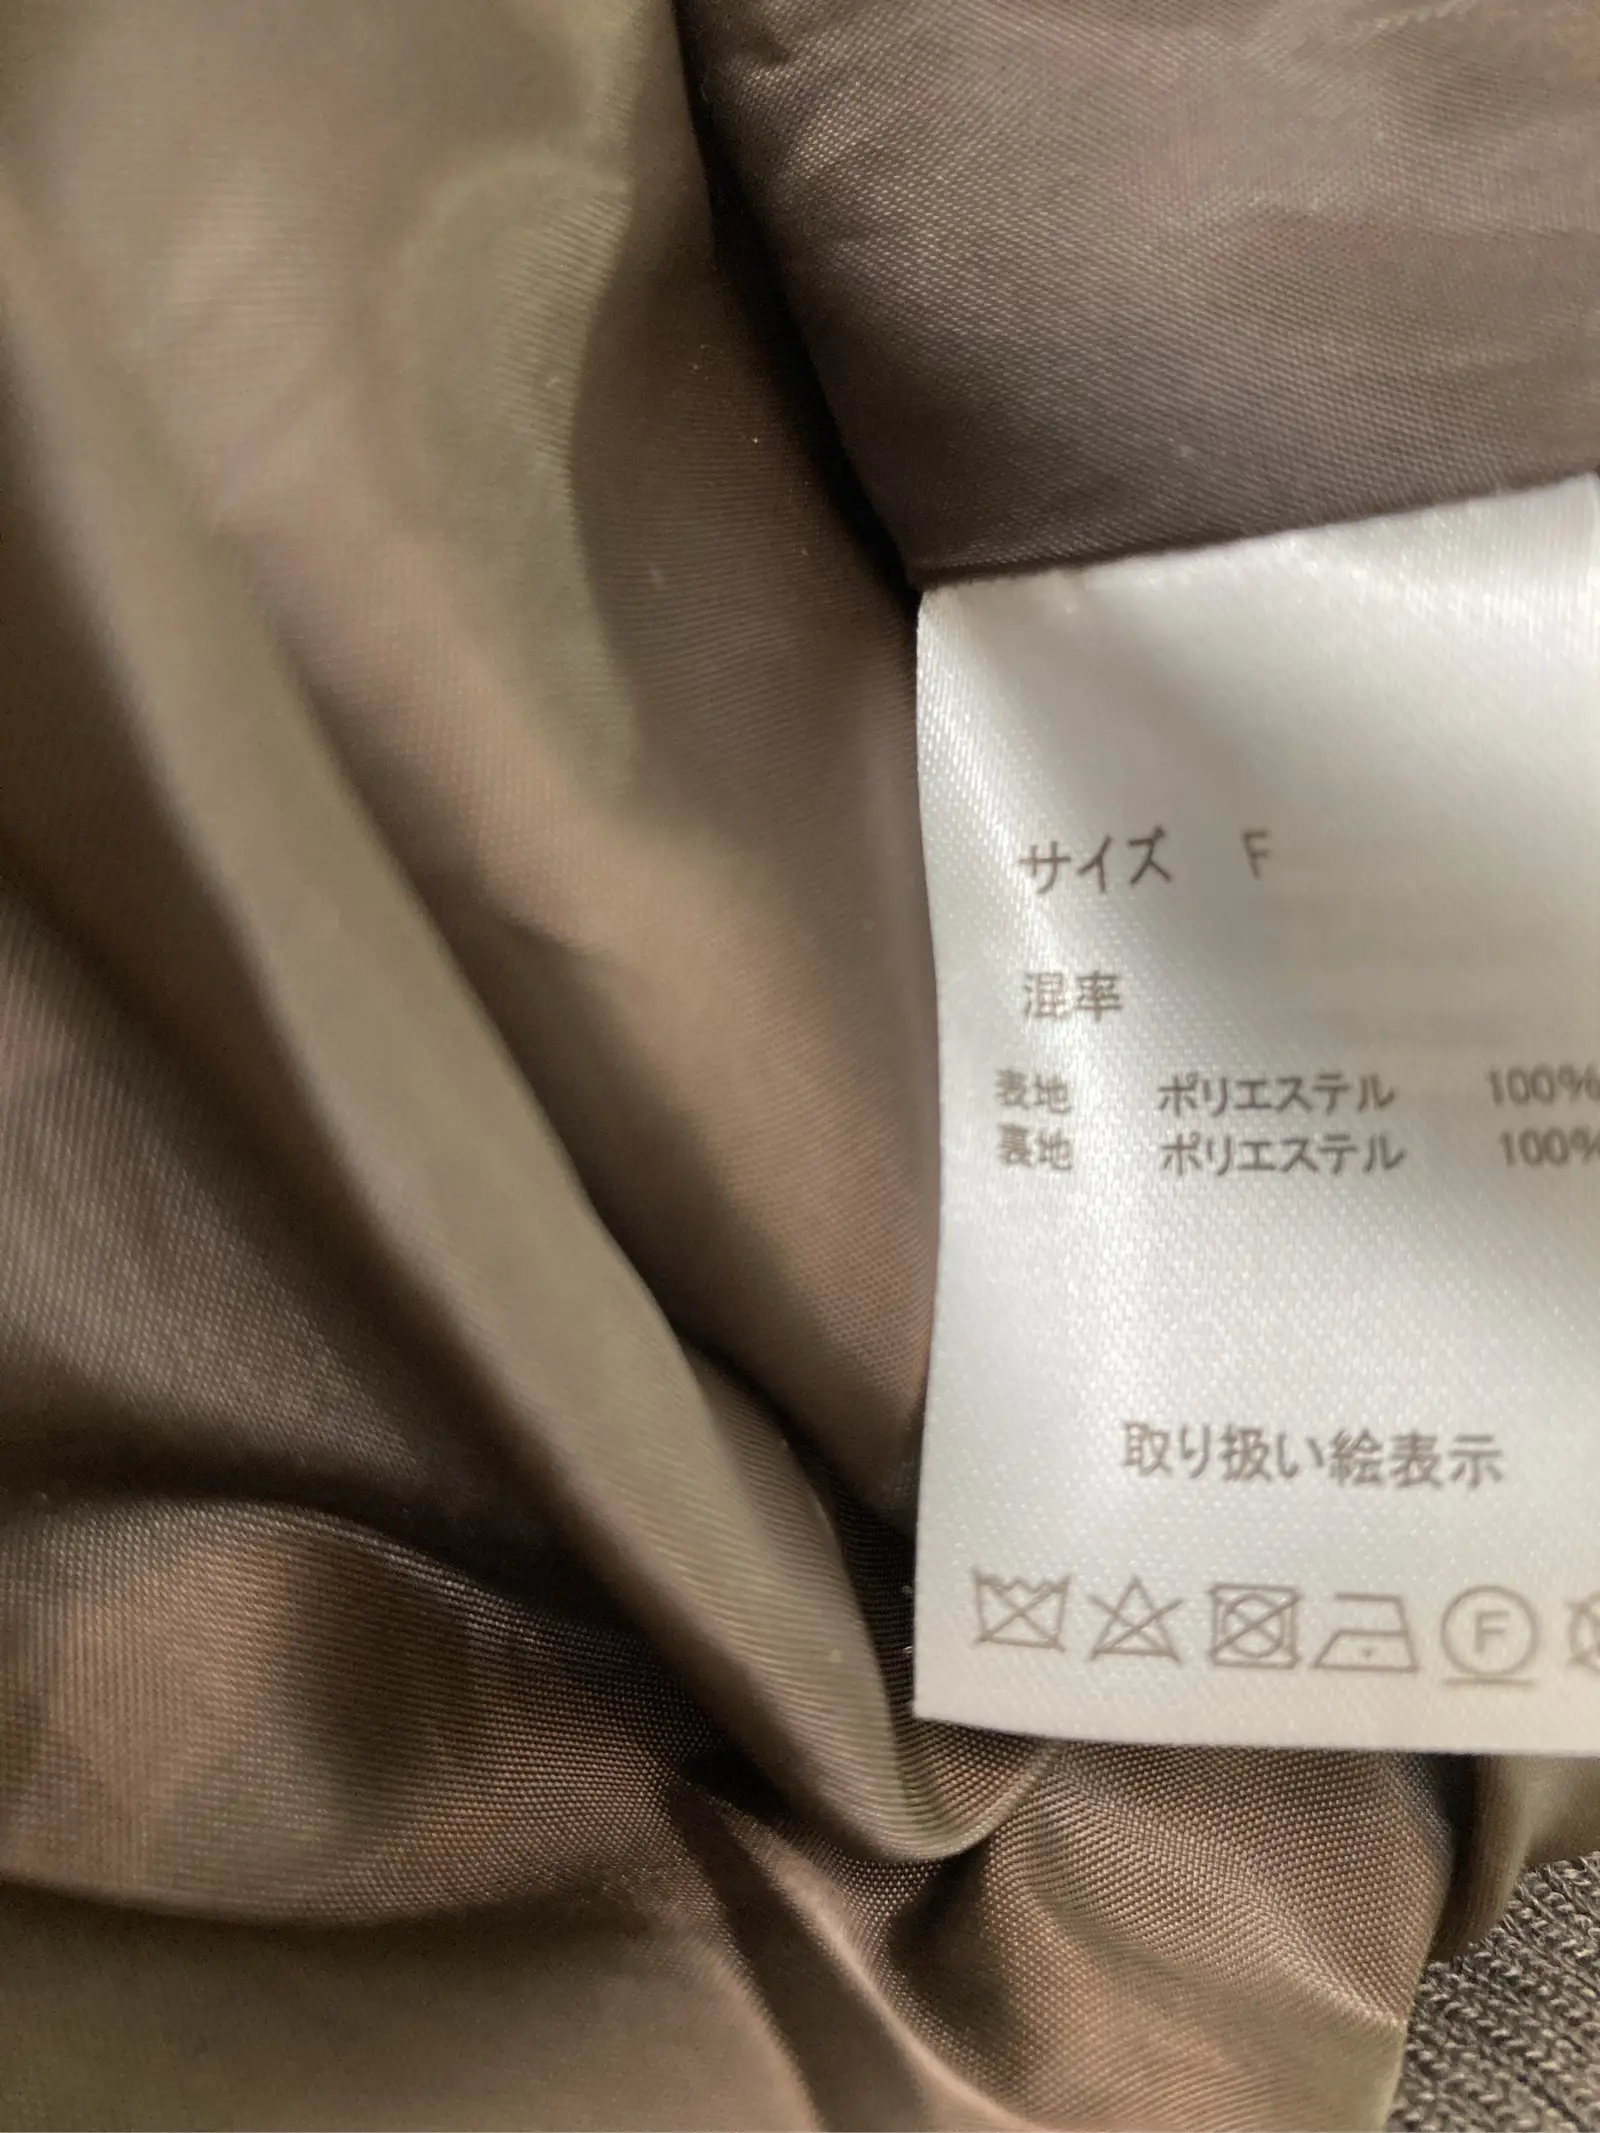 サイズ F
混率
表地 ポリエステル 100%
裏地 ポリエステル 100%
取り扱い絵表示
F